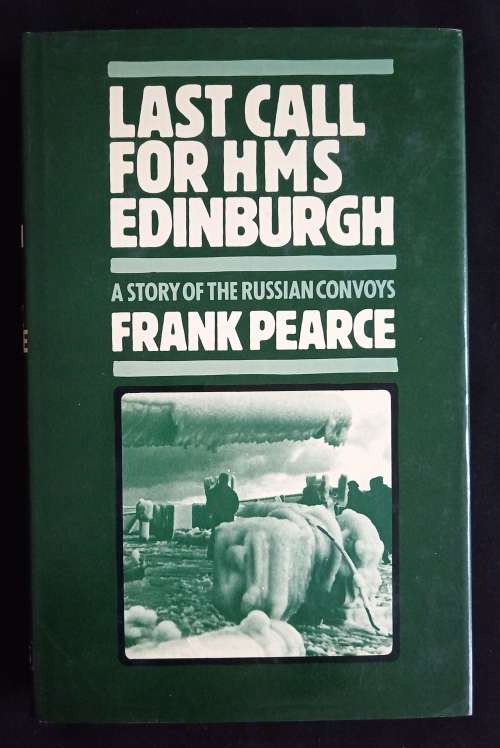 LAST CALL
FOR HMS
EDINBURGH
A STORY OF THE RUSSIAN CONVOYS
FRANK PEARCE